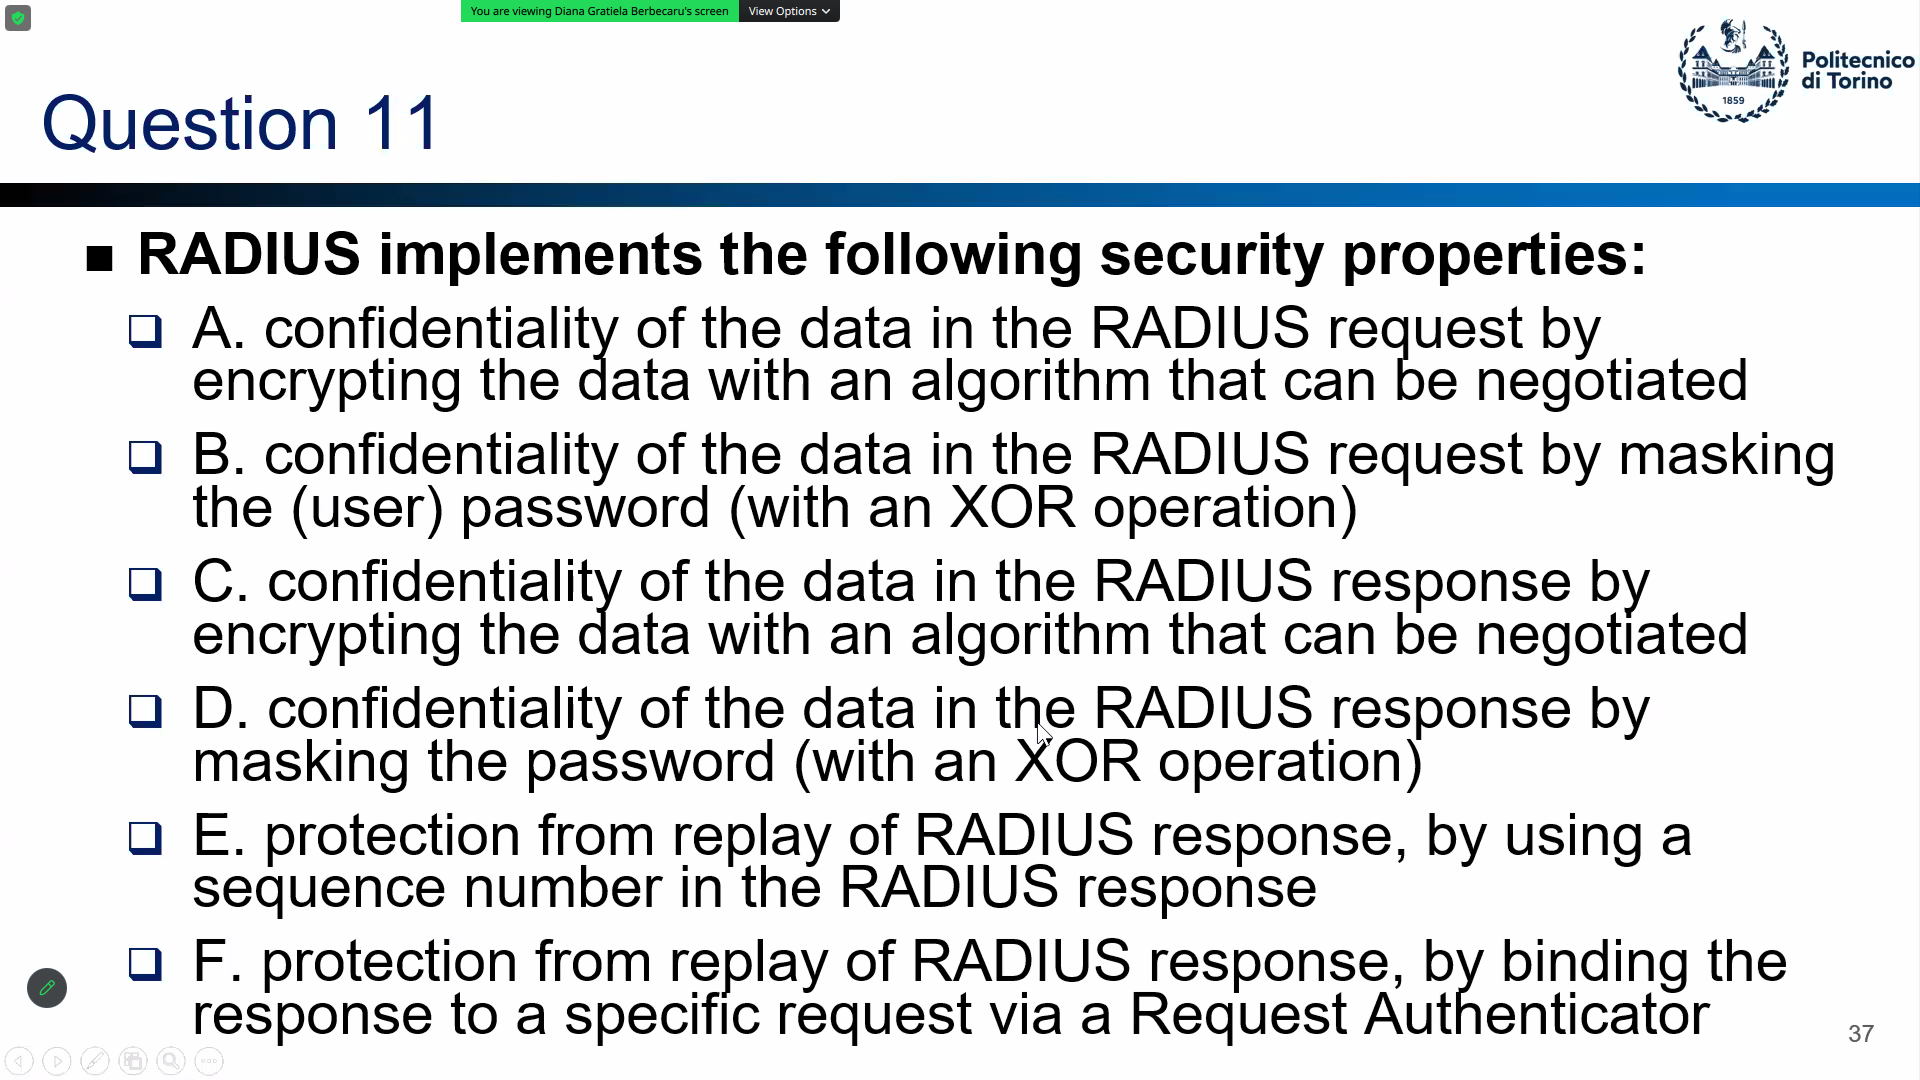 You are viewing Diana Gratiela Berbecaru's screen
View Options
Politecnico
di Torino
1859
Question 11
RADIUS implements the following security properties:
A. confidentiality of the data in the RADIUS request by
encrypting the data with an algorithm that can be negotiated
B. confidentiality of the data in the RADIUS request by masking
the (user) password (with an XOR operation)
C. confidentiality of the data in the RADIUS response by
encrypting the data with an algorithm that can be negotiated
D. confidentiality of the data in the RADIUS response by
masking the password (with an XOR operation)
E. protection from replay of RADIUS response, by using a
sequence number in the RADIUS response
F. protection from replay of RADIUS response, by binding the
response to a specific request via a Request Authenticator
37